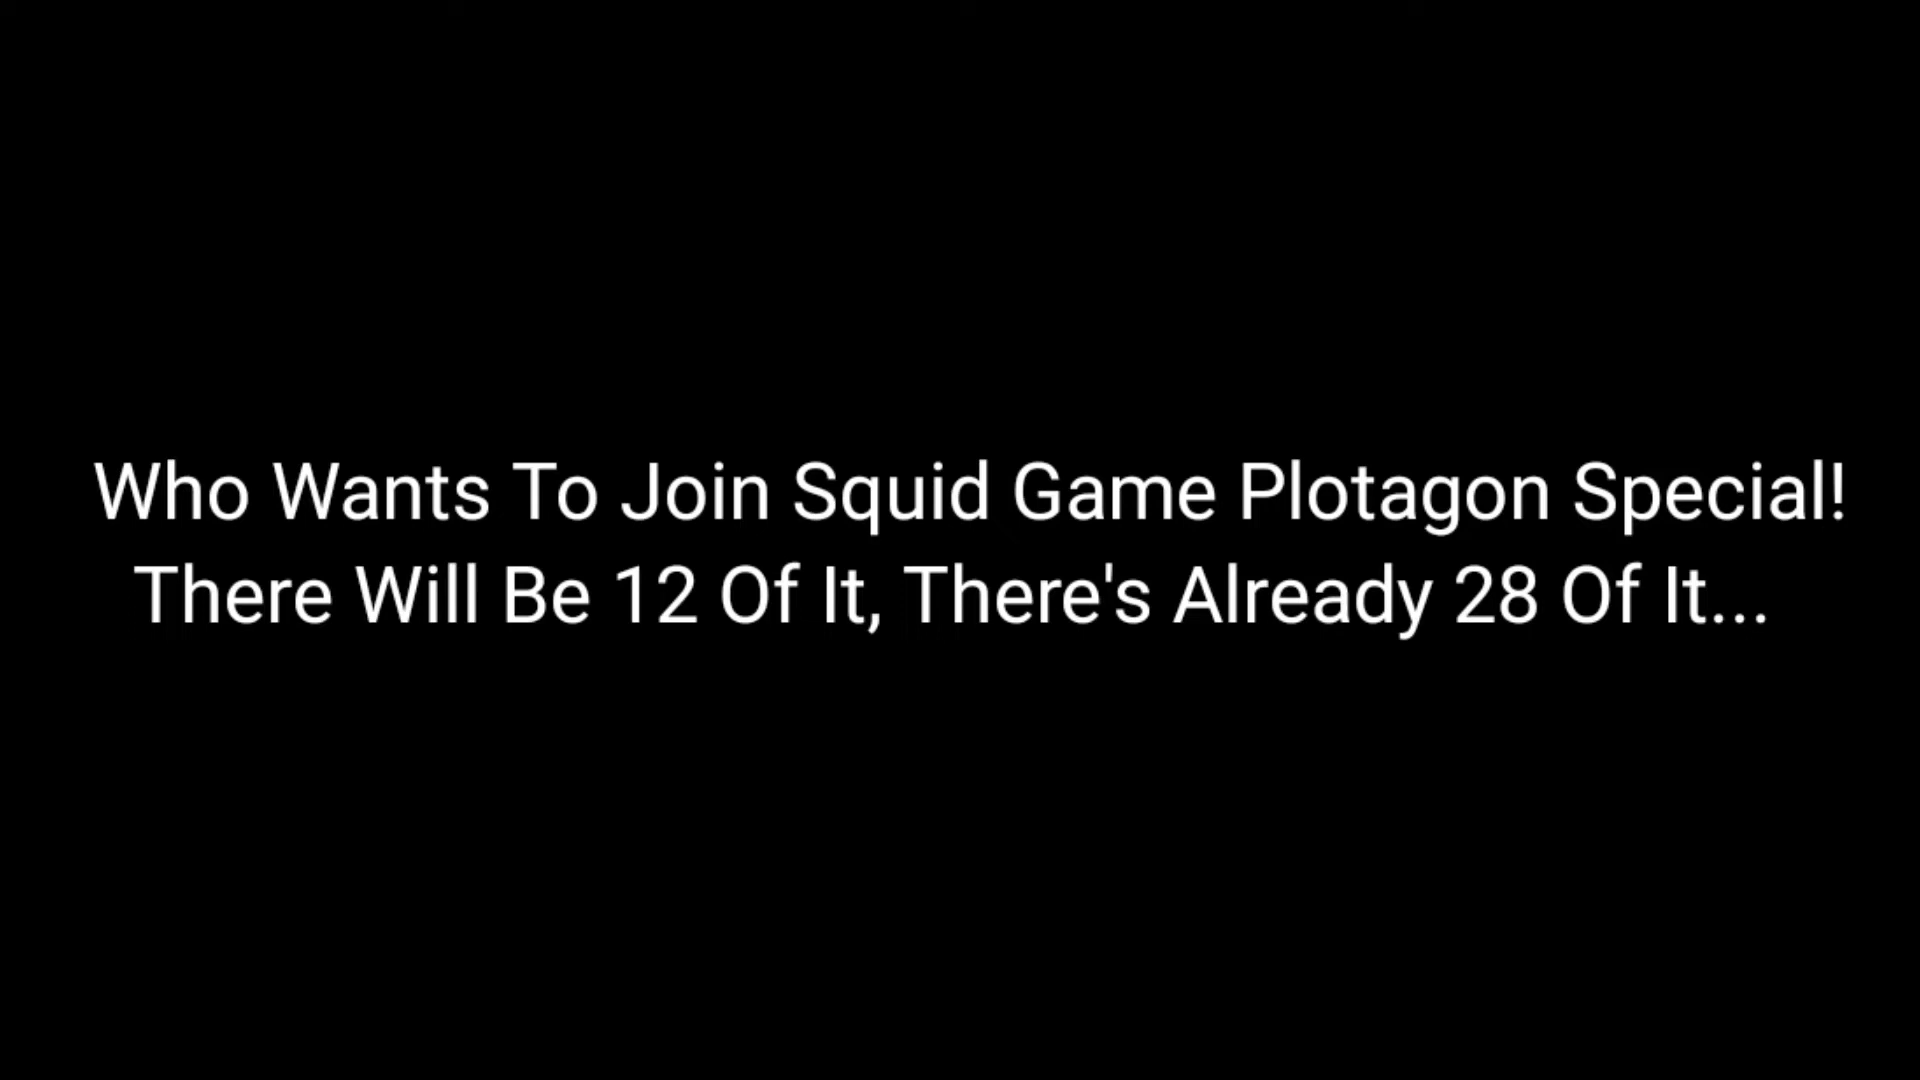 Who Wants To Join Squid Game Plotagon Special!
There Will Be 12 Of It, There's Already 28 Of It...